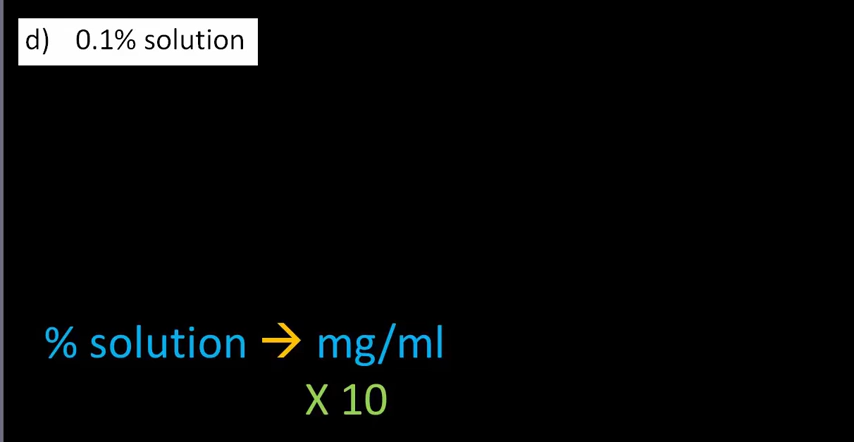 d) 0.1% solution
% solution → mg/ml
X 10